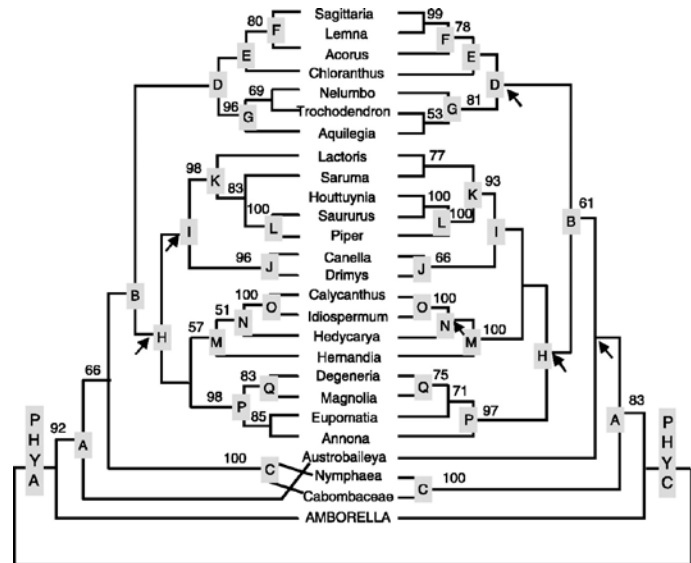 80 F Sagittaria 99
Lemna F 78
E Acorus E
D Chloranthus D
69 Nelumbo 81
96 G Trochodendron 53 G
Aquilegia
98 Lactoris 77
K Saruma K 93
83 Houttuynia 100
100 Saururus L 100
I L Piper I B 61
96 J Canella 66
Drimys J
B 100 O Calycanthus O 100
51 N Idiospermum N
57 M Hedycarya M 100
H Hernandia H
83 Q Degeneria Q 75
Magnolia 71
98 P Eupomatia P 97
85 Annona
66 Austrobaileya 83
92 A 100 C Nymphaea 100 A
Cabombaceae C
AMBORELLA
PHYA
PHYC